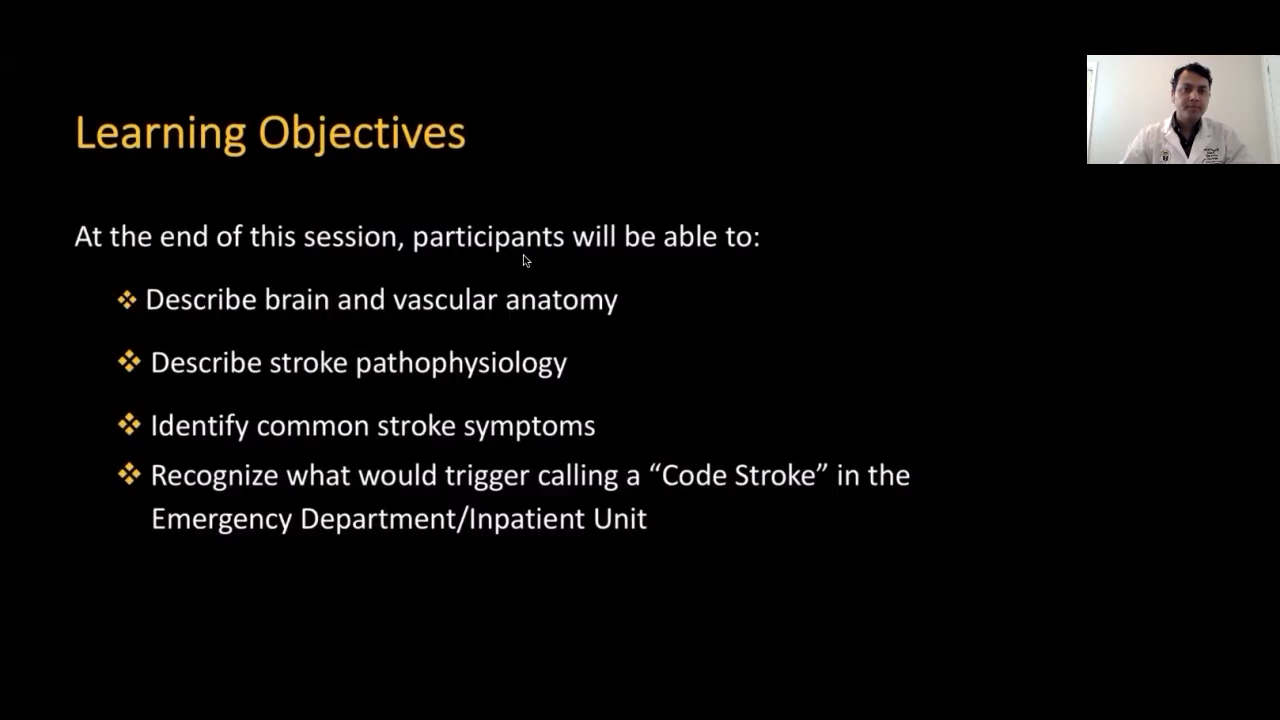 Learning Objectives
At the end of this session, participants will be able to:
Describe brain and vascular anatomy
Describe stroke pathophysiology
Identify common stroke symptoms
Recognize what would trigger calling a “Code Stroke” in the
Emergency Department/Inpatient Unit